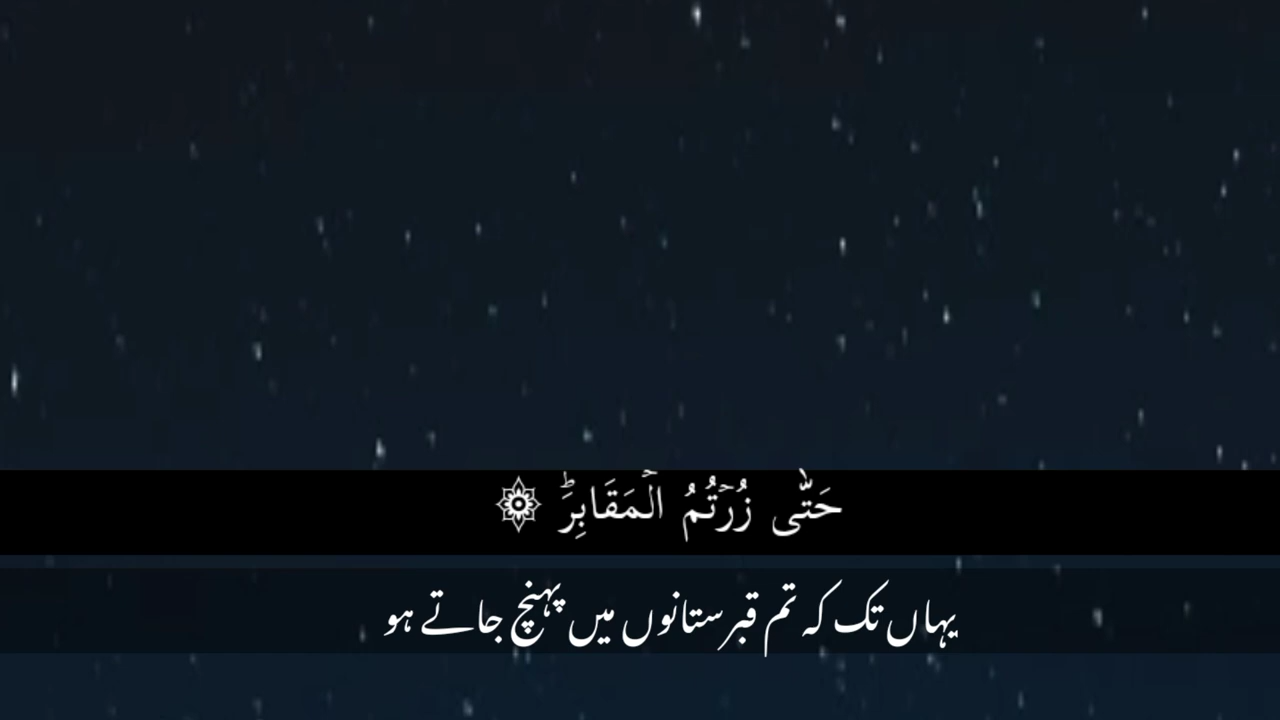 حَتّٰى زُرۡتُمُ الۡمَقَابِرَؕ ۞
یہاں تک کہ تم قبرستانوں میں پہنچ جاتے ہو